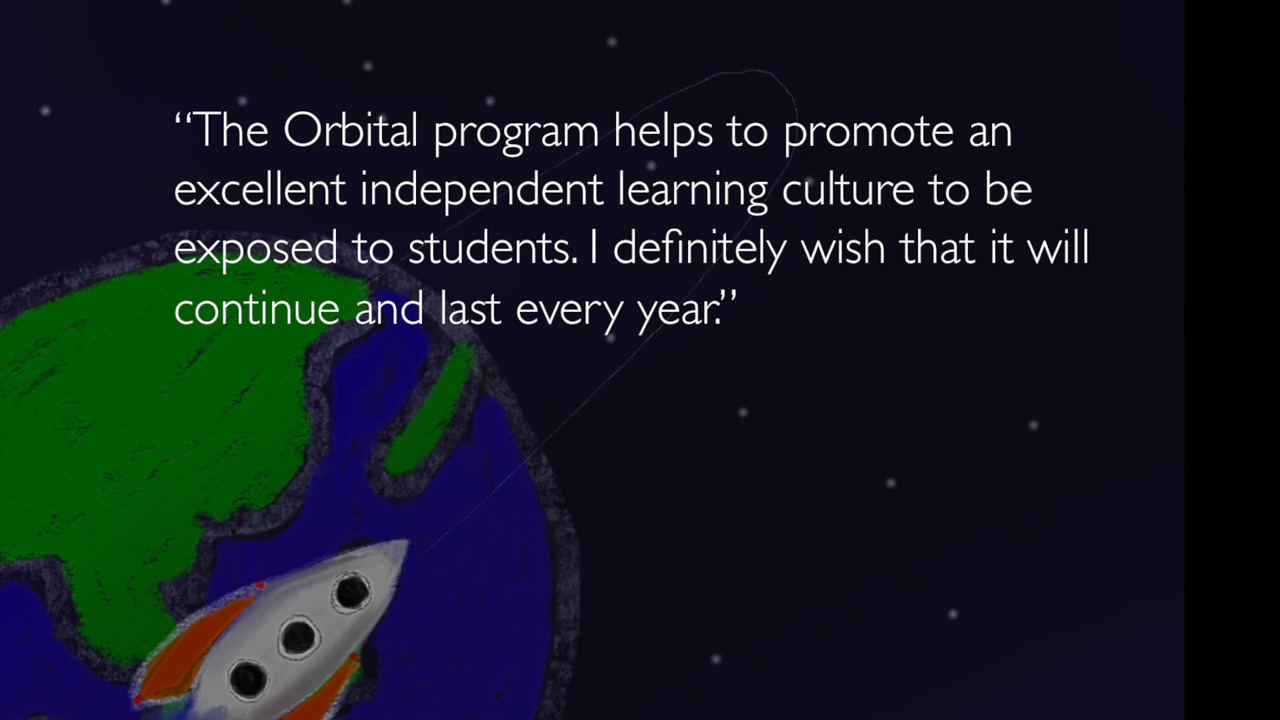 “The Orbital program helps to promote an
excellent independent learning culture to be
exposed to students. I definitely wish that it will
continue and last every year.”